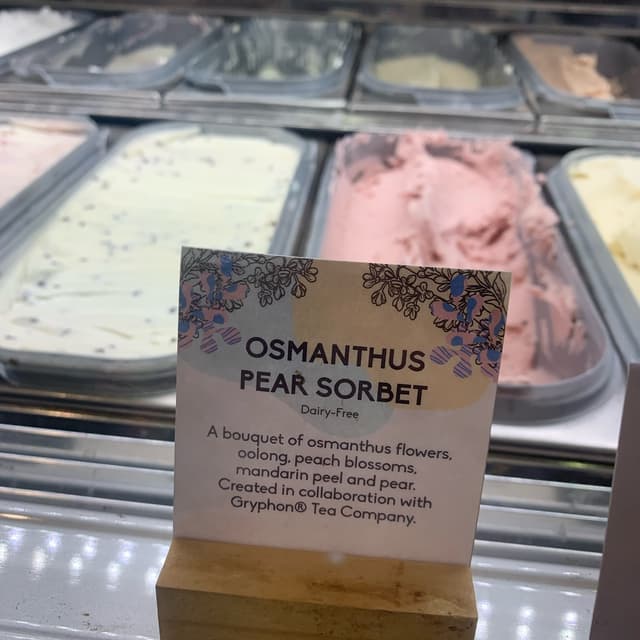 OSMANTHUS
PEAR SORBET
Dairy-Free
A bouquet of osmanthus flowers,
oolong, peach blossoms,
mandarin peel and pear.
Created in collaboration with
Gryphon® Tea Company.